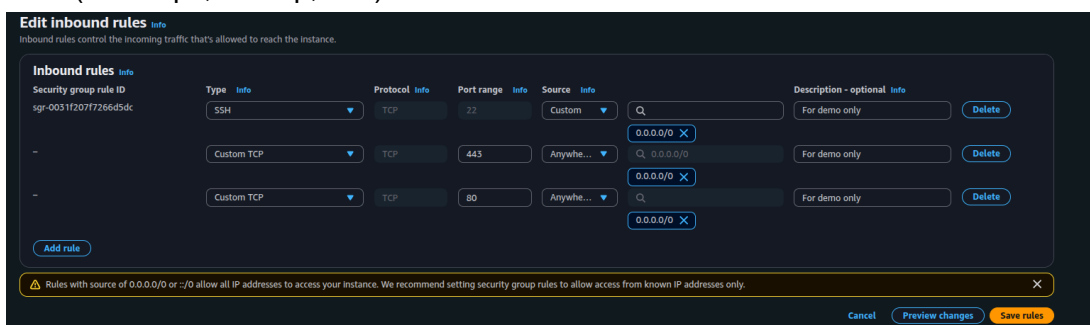 Edit inbound rules Info
Inbound rules control the incoming traffic that's allowed to reach the instance.
Inbound rules Info
Security group rule ID Type Info Protocol Info Port range Info Source Info Description - optional Info
sgr-0031f207f7266d5dc SSH TCP 22 Custom For demo only Delete
0.0.0.0/0
– Custom TCP TCP 443 Anywhe... 0.0.0.0/0 For demo only Delete
0.0.0.0/0
– Custom TCP TCP 80 Anywhe... For demo only Delete
0.0.0.0/0
Add rule
Rules with source of 0.0.0.0/0 or ::/0 allow all IP addresses to access your instance. We recommend setting security group rules to allow access from known IP addresses only.
Cancel Preview changes Save rules